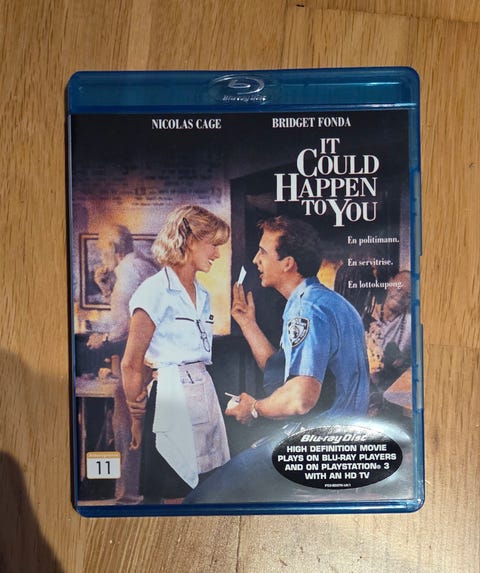 Blu-ray Disc
NICOLAS CAGE BRIDGET FONDA
IT
COULD
HAPPEN
TO YOU
En politimann.
En servitrise.
En lottokupong.
11
Blu-ray Disc
HIGH DEFINITION MOVIE
PLAYS ON BLU-RAY PLAYERS
AND ON PLAYSTATION® 3
WITH AN HD TV